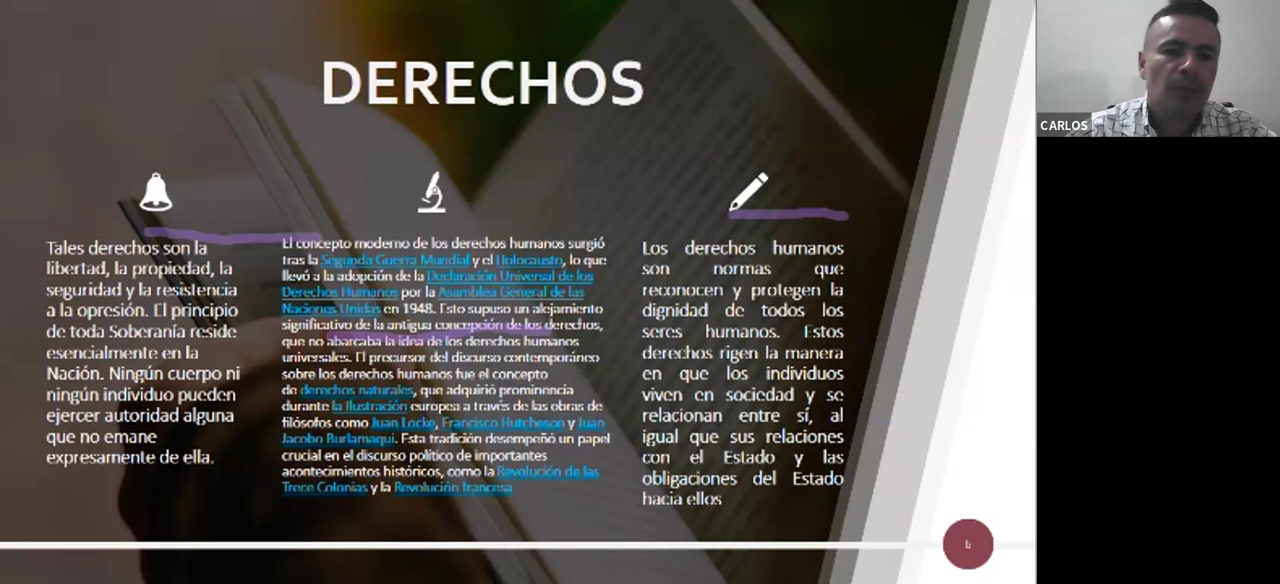 DERECHOS
Tales derechos son la
libertad, la propiedad, la
seguridad y la resistencia
a la opresión. El principio
de toda Soberanía reside
esencialmente en la
Nación. Ningún cuerpo ni
ningún individuo pueden
ejercer autoridad alguna
que no emane
expresamente de ella.
El concepto moderno de los derechos humanos surgió
tras la Segunda Guerra Mundial y el Holocausto, lo que
llevó a la adopción de la Declaración Universal de los
Derechos Humanos por la Asamblea General de las
Naciones Unidas en 1948. Esto supuso un alejamiento
significativo de la antigua concepción de los derechos,
que no abarcaba la idea de los derechos humanos
universales. El precursor del discurso contemporáneo
sobre los derechos humanos fue el concepto
de derechos naturales, que adquirió prominencia
durante la Ilustración europea a través de las obras de
filósofos como Juan Locke, Francisco Hutcheson y Juan
Jacobo Burlamaqui. Esta tradición desempeñó un papel
crucial en el discurso político de importantes
acontecimientos históricos, como la Revolución de las
Trece Colonias y la Revolución francesa
Los derechos humanos
son normas que
reconocen y protegen la
dignidad de todos los
seres humanos. Estos
derechos rigen la manera
en que los individuos
viven en sociedad y se
relacionan entre sí, al
igual que sus relaciones
con el Estado y las
obligaciones del Estado
hacia ellos
6
CARLOS